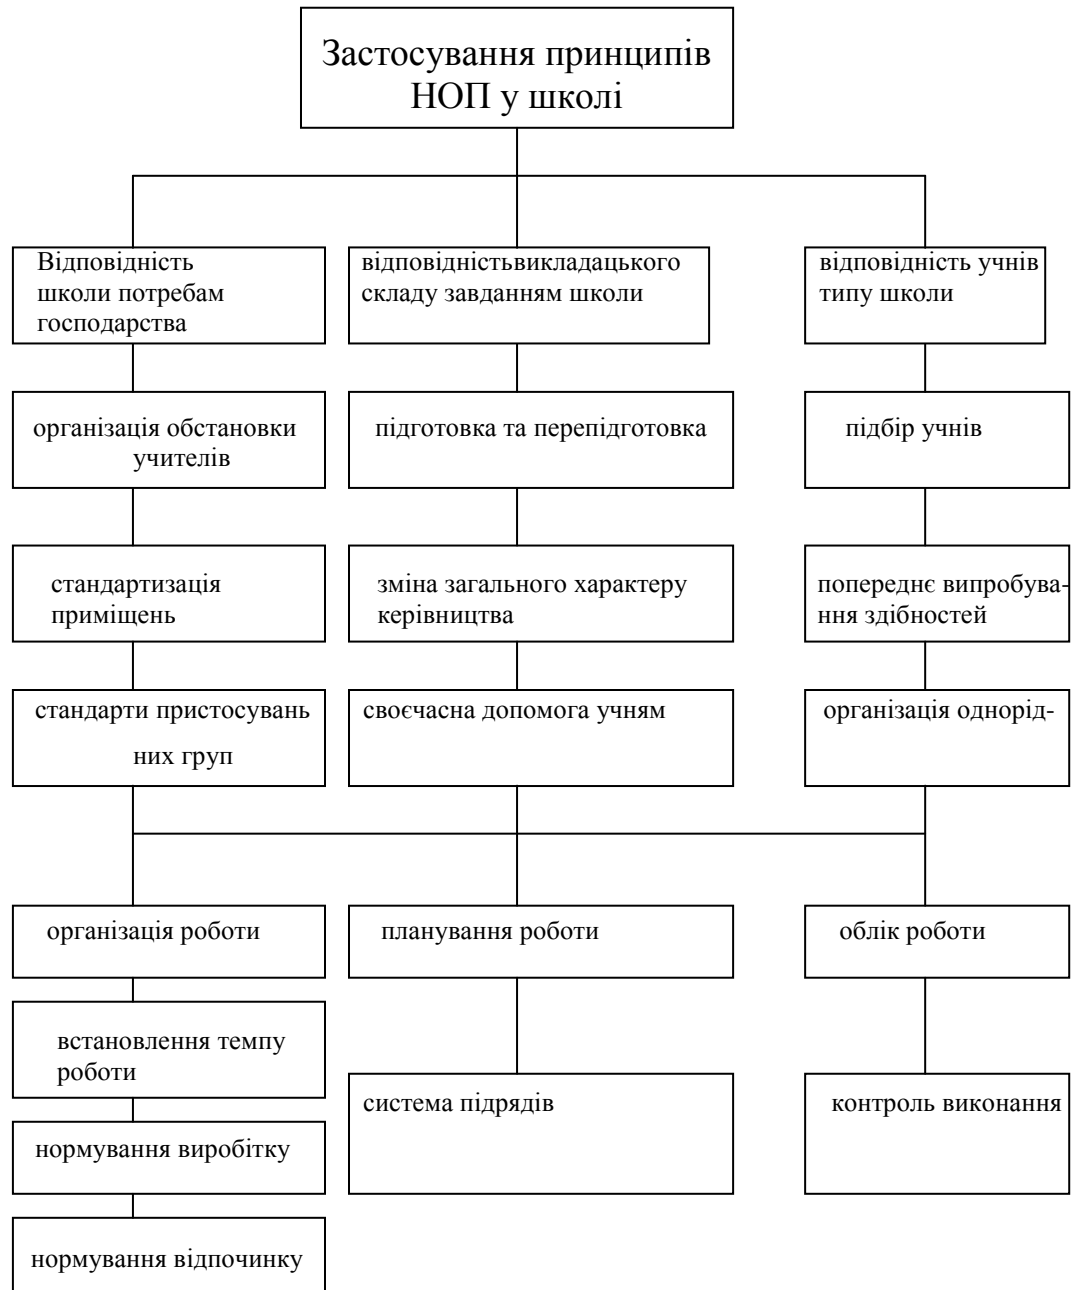 Застосування принципів
НОП у школі
Відповідність
школи потребам
господарства
відповідністьвикладацького
складу завданням школи
відповідність учнів
типу школи
організація обстановки
учителів
підготовка та перепідготовка
підбір учнів
стандартизація
приміщень
зміна загального характеру
керівництва
попереднє випробува-
ння здібностей
стандарти пристосувань
них груп
своєчасна допомога учням
організація однорід-
організація роботи
планування роботи
облік роботи
встановлення темпу
роботи
система підрядів
контроль виконання
нормування виробітку
нормування відпочинку